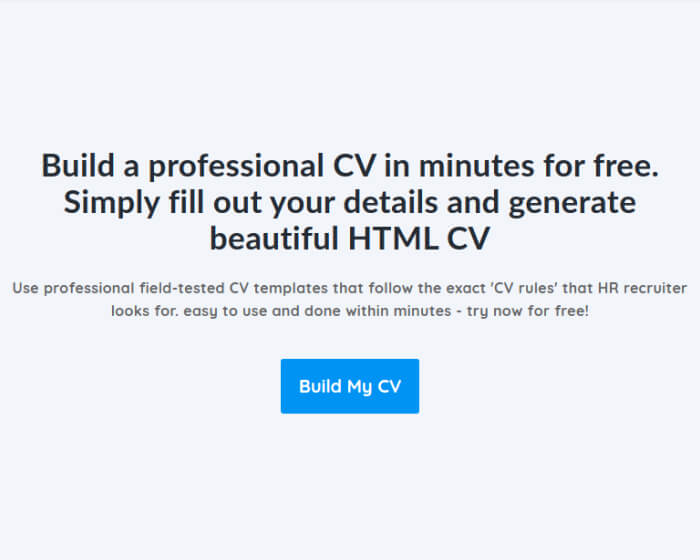 Build a professional CV in minutes for free.
Simply fill out your details and generate
beautiful HTML CV
Use professional field-tested CV templates that follow the exact 'CV rules' that HR recruiter
looks for. easy to use and done within minutes - try now for free!
Build My CV